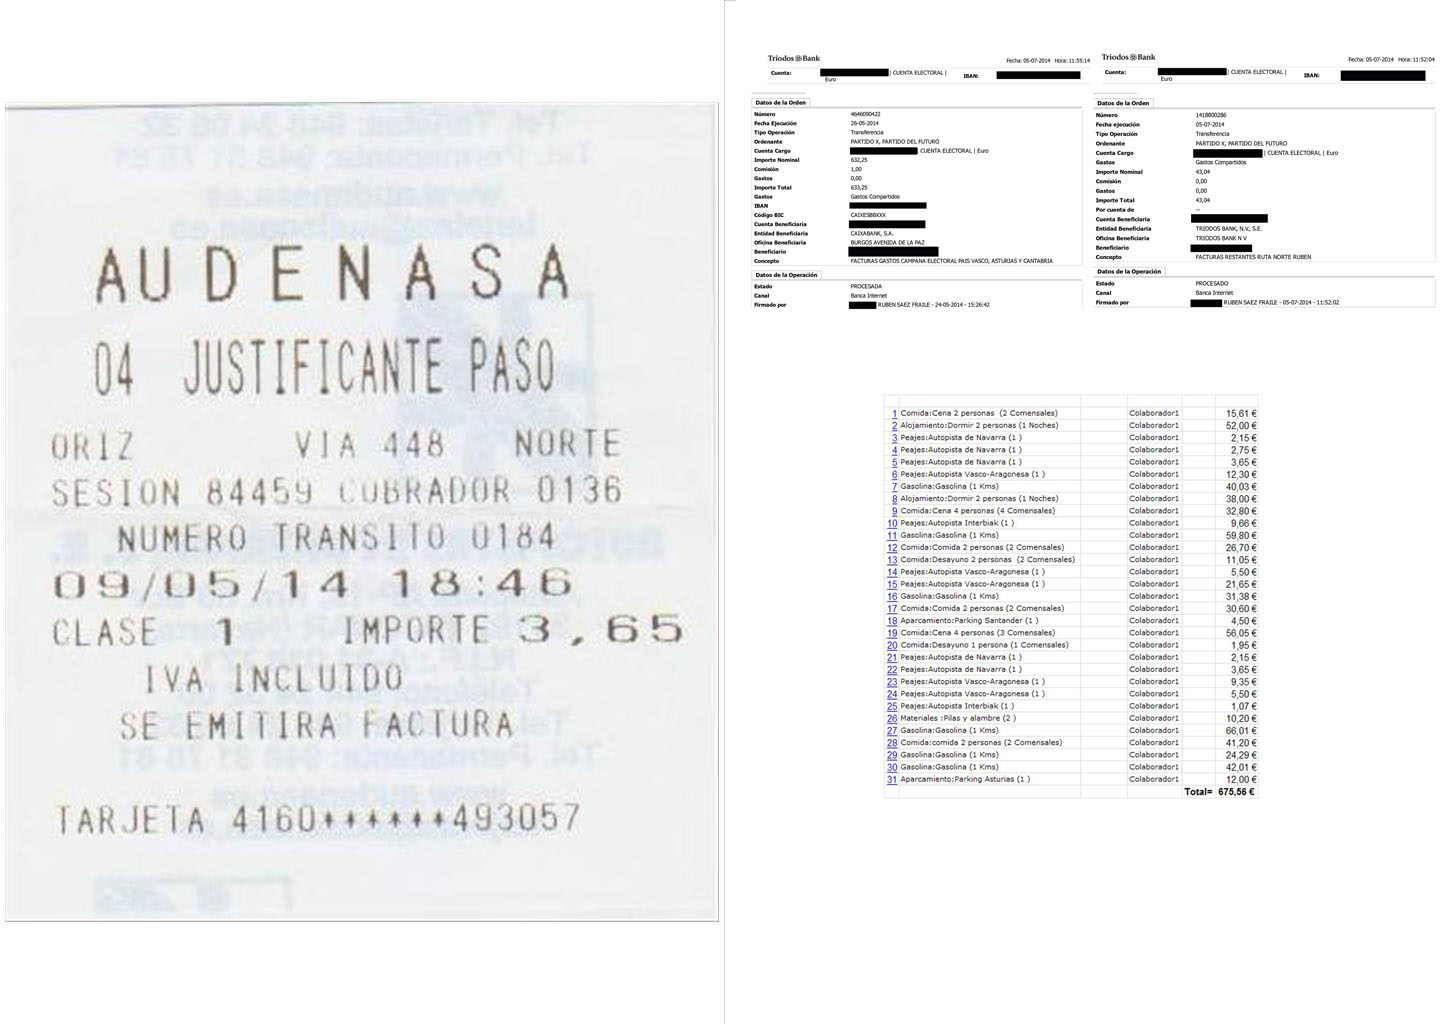 AUDENASA
04 JUSTIFICANTE PASO
ORIZ VIA 448 NORTE
SESION 84459 COBRADOR 0136
NUMERO TRANSITO 0184
09/05/14 18:46
CLASE 1 IMPORTE 3,65
IVA INCLUIDO
SE EMITIRA FACTURA
TARJETA 4160******493057
Triodos Bank Fecha: 05-07-2014 Hora: 11:55:14
Cuenta: | CUENTA ELECTORAL | Euro IBAN:
Datos de la Orden
Número 4646090422
Fecha Ejecución 26-05-2014
Tipo Operación Transferencia
Ordenante PARTIDO X, PARTIDO DEL FUTURO
Cuenta Cargo CUENTA ELECTORAL | Euro
Importe Nominal 632,25
Comisión 1,00
Gastos 0,00
Importe Total 633,25
Gastos Gastos Compartidos
IBAN
Código BIC CAIXESBBXXX
Cuenta Beneficiaria
Entidad Beneficiaria CAIXABANK, S.A.
Oficina Beneficiaria BURGOS AVENIDA DE LA PAZ
Beneficiario
Concepto FACTURAS GASTOS CAMPANA ELECTORAL PAIS VASCO, ASTURIAS Y CANTABRIA
Datos de la Operación
Estado PROCESADA
Canal Banca Internet
Firmado por RUBEN SAEZ FRAILE - 24-05-2014 - 15:26:42
Triodos Bank Fecha: 05-07-2014 Hora: 11:52:04
Cuenta: | CUENTA ELECTORAL | Euro IBAN:
Datos de la Orden
Número 1418800286
Fecha ejecución 05-07-2014
Tipo Operación Transferencia
Ordenante PARTIDO X, PARTIDO DEL FUTURO
Cuenta Cargo | CUENTA ELECTORAL | Euro
Gastos Gastos Compartidos
Importe Nominal 43,04
Comisión 0,00
Gastos 0,00
Importe Total 43,04
Por cuenta de --
Cuenta Beneficiaria
Entidad Beneficiaria TRIODOS BANK, N.V., S.E.
Oficina Beneficiaria TRIODOS BANK N V
Beneficiario
Concepto FACTURAS RESTANTES RUTA NORTE RUBEN
Datos de la Operación
Estado PROCESADO
Canal Banca Internet
Firmado por RUBEN SAEZ FRAILE - 05-07-2014 - 11:52:02
1 Comida:Cena 2 personas (2 Comensales) Colaborador1 15,61 €
2 Alojamiento:Dormir 2 personas (1 Noches) Colaborador1 52,00 €
3 Peajes:Autopista de Navarra (1 ) Colaborador1 2,15 €
4 Peajes:Autopista de Navarra (1 ) Colaborador1 2,75 €
5 Peajes:Autopista de Navarra (1 ) Colaborador1 3,65 €
6 Peajes:Autopista Vasco-Aragonesa (1 ) Colaborador1 12,30 €
7 Gasolina:Gasolina (1 Kms) Colaborador1 40,03 €
8 Alojamiento:Dormir 2 personas (1 Noches) Colaborador1 38,00 €
9 Comida:Cena 4 personas (4 Comensales) Colaborador1 32,80 €
10 Peajes:Autopista Interbiak (1 ) Colaborador1 9,66 €
11 Gasolina:Gasolina (1 Kms) Colaborador1 59,80 €
12 Comida:Comida 2 personas (2 Comensales) Colaborador1 26,70 €
13 Comida:Desayuno 2 personas (2 Comensales) Colaborador1 11,05 €
14 Peajes:Autopista Vasco-Aragonesa (1 ) Colaborador1 5,50 €
15 Peajes:Autopista Vasco-Aragonesa (1 ) Colaborador1 21,65 €
16 Gasolina:Gasolina (1 Kms) Colaborador1 31,38 €
17 Comida:Comida 2 personas (2 Comensales) Colaborador1 30,60 €
18 Aparcamiento:Parking Santander (1 ) Colaborador1 4,50 €
19 Comida:Cena 4 personas (3 Comensales) Colaborador1 56,05 €
20 Comida:Desayuno 1 persona (1 Comensales) Colaborador1 1,95 €
21 Peajes:Autopista de Navarra (1 ) Colaborador1 2,15 €
22 Peajes:Autopista de Navarra (1 ) Colaborador1 3,65 €
23 Peajes:Autopista Vasco-Aragonesa (1 ) Colaborador1 9,35 €
24 Peajes:Autopista Vasco-Aragonesa (1 ) Colaborador1 5,50 €
25 Peajes:Autopista Interbiak (1 ) Colaborador1 1,07 €
26 Materiales :Pilas y alambre (2 ) Colaborador1 10,20 €
27 Gasolina:Gasolina (1 Kms) Colaborador1 66,01 €
28 Comida:comida 2 personas (2 Comensales) Colaborador1 41,20 €
29 Gasolina:Gasolina (1 Kms) Colaborador1 24,29 €
30 Gasolina:Gasolina (1 Kms) Colaborador1 42,01 €
31 Aparcamiento:Parking Asturias (1 ) Colaborador1 12,00 €
Total= 675,56 €